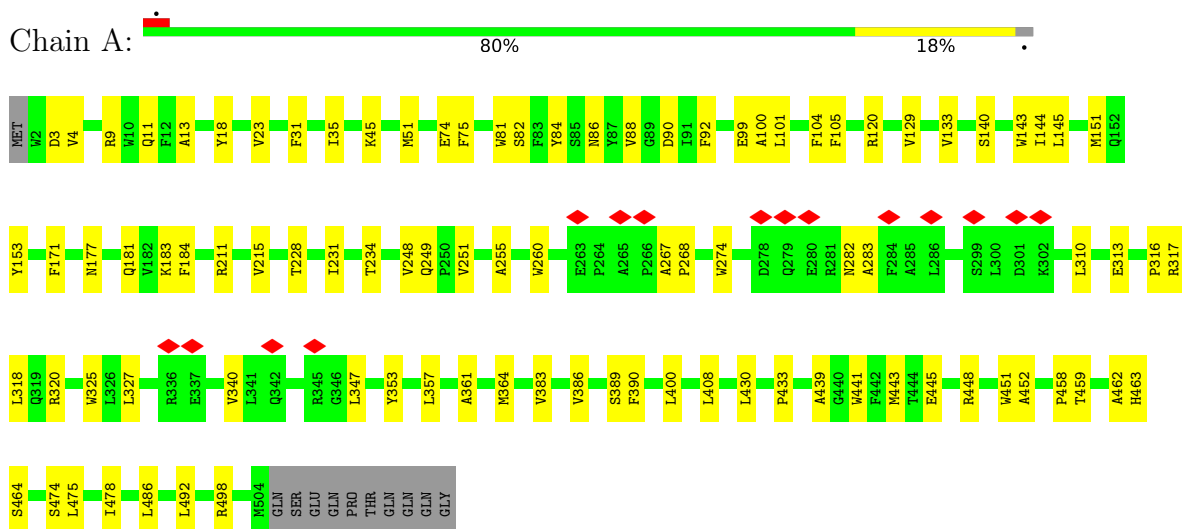 Chain A:
80% 18%
MET W2 D3 V4 R9 W10 Q11 F12 A13 Y18 V23 F31 I35 K45 M51 E74 F75 W81 S82 F83 Y84 S85 N86 Y87 V88 G89 D90 I91 F92 E99 A100 L101 F104 F105 R120 V129 V133 S140 W143 I144 L145 M151 Q152
Y153 F171 N177 Q181 V182 K183 F184 R211 V215 T228 I231 T234 V248 Q249 P250 V251 A255 W260 E263 P264 A265 P266 A267 P268 W274 D278 Q279 E280 R281 N282 A283 F284 A285 L286 S299 L300 D301 K302 L310 E313 P316 R317
L318 Q319 R320 W325 L326 L327 R336 E337 V340 L341 Q342 R345 G346 L347 Y353 L357 A361 M364 V383 V386 S389 F390 L400 L408 L430 P433 A439 G440 W441 F442 M443 T444 E445 R448 W451 A452 P458 T459 A462 H463
S464 S474 L475 I478 L486 L492 R498 M504 GLN SER GLU GLN PRO THR GLN GLN GLN GLY